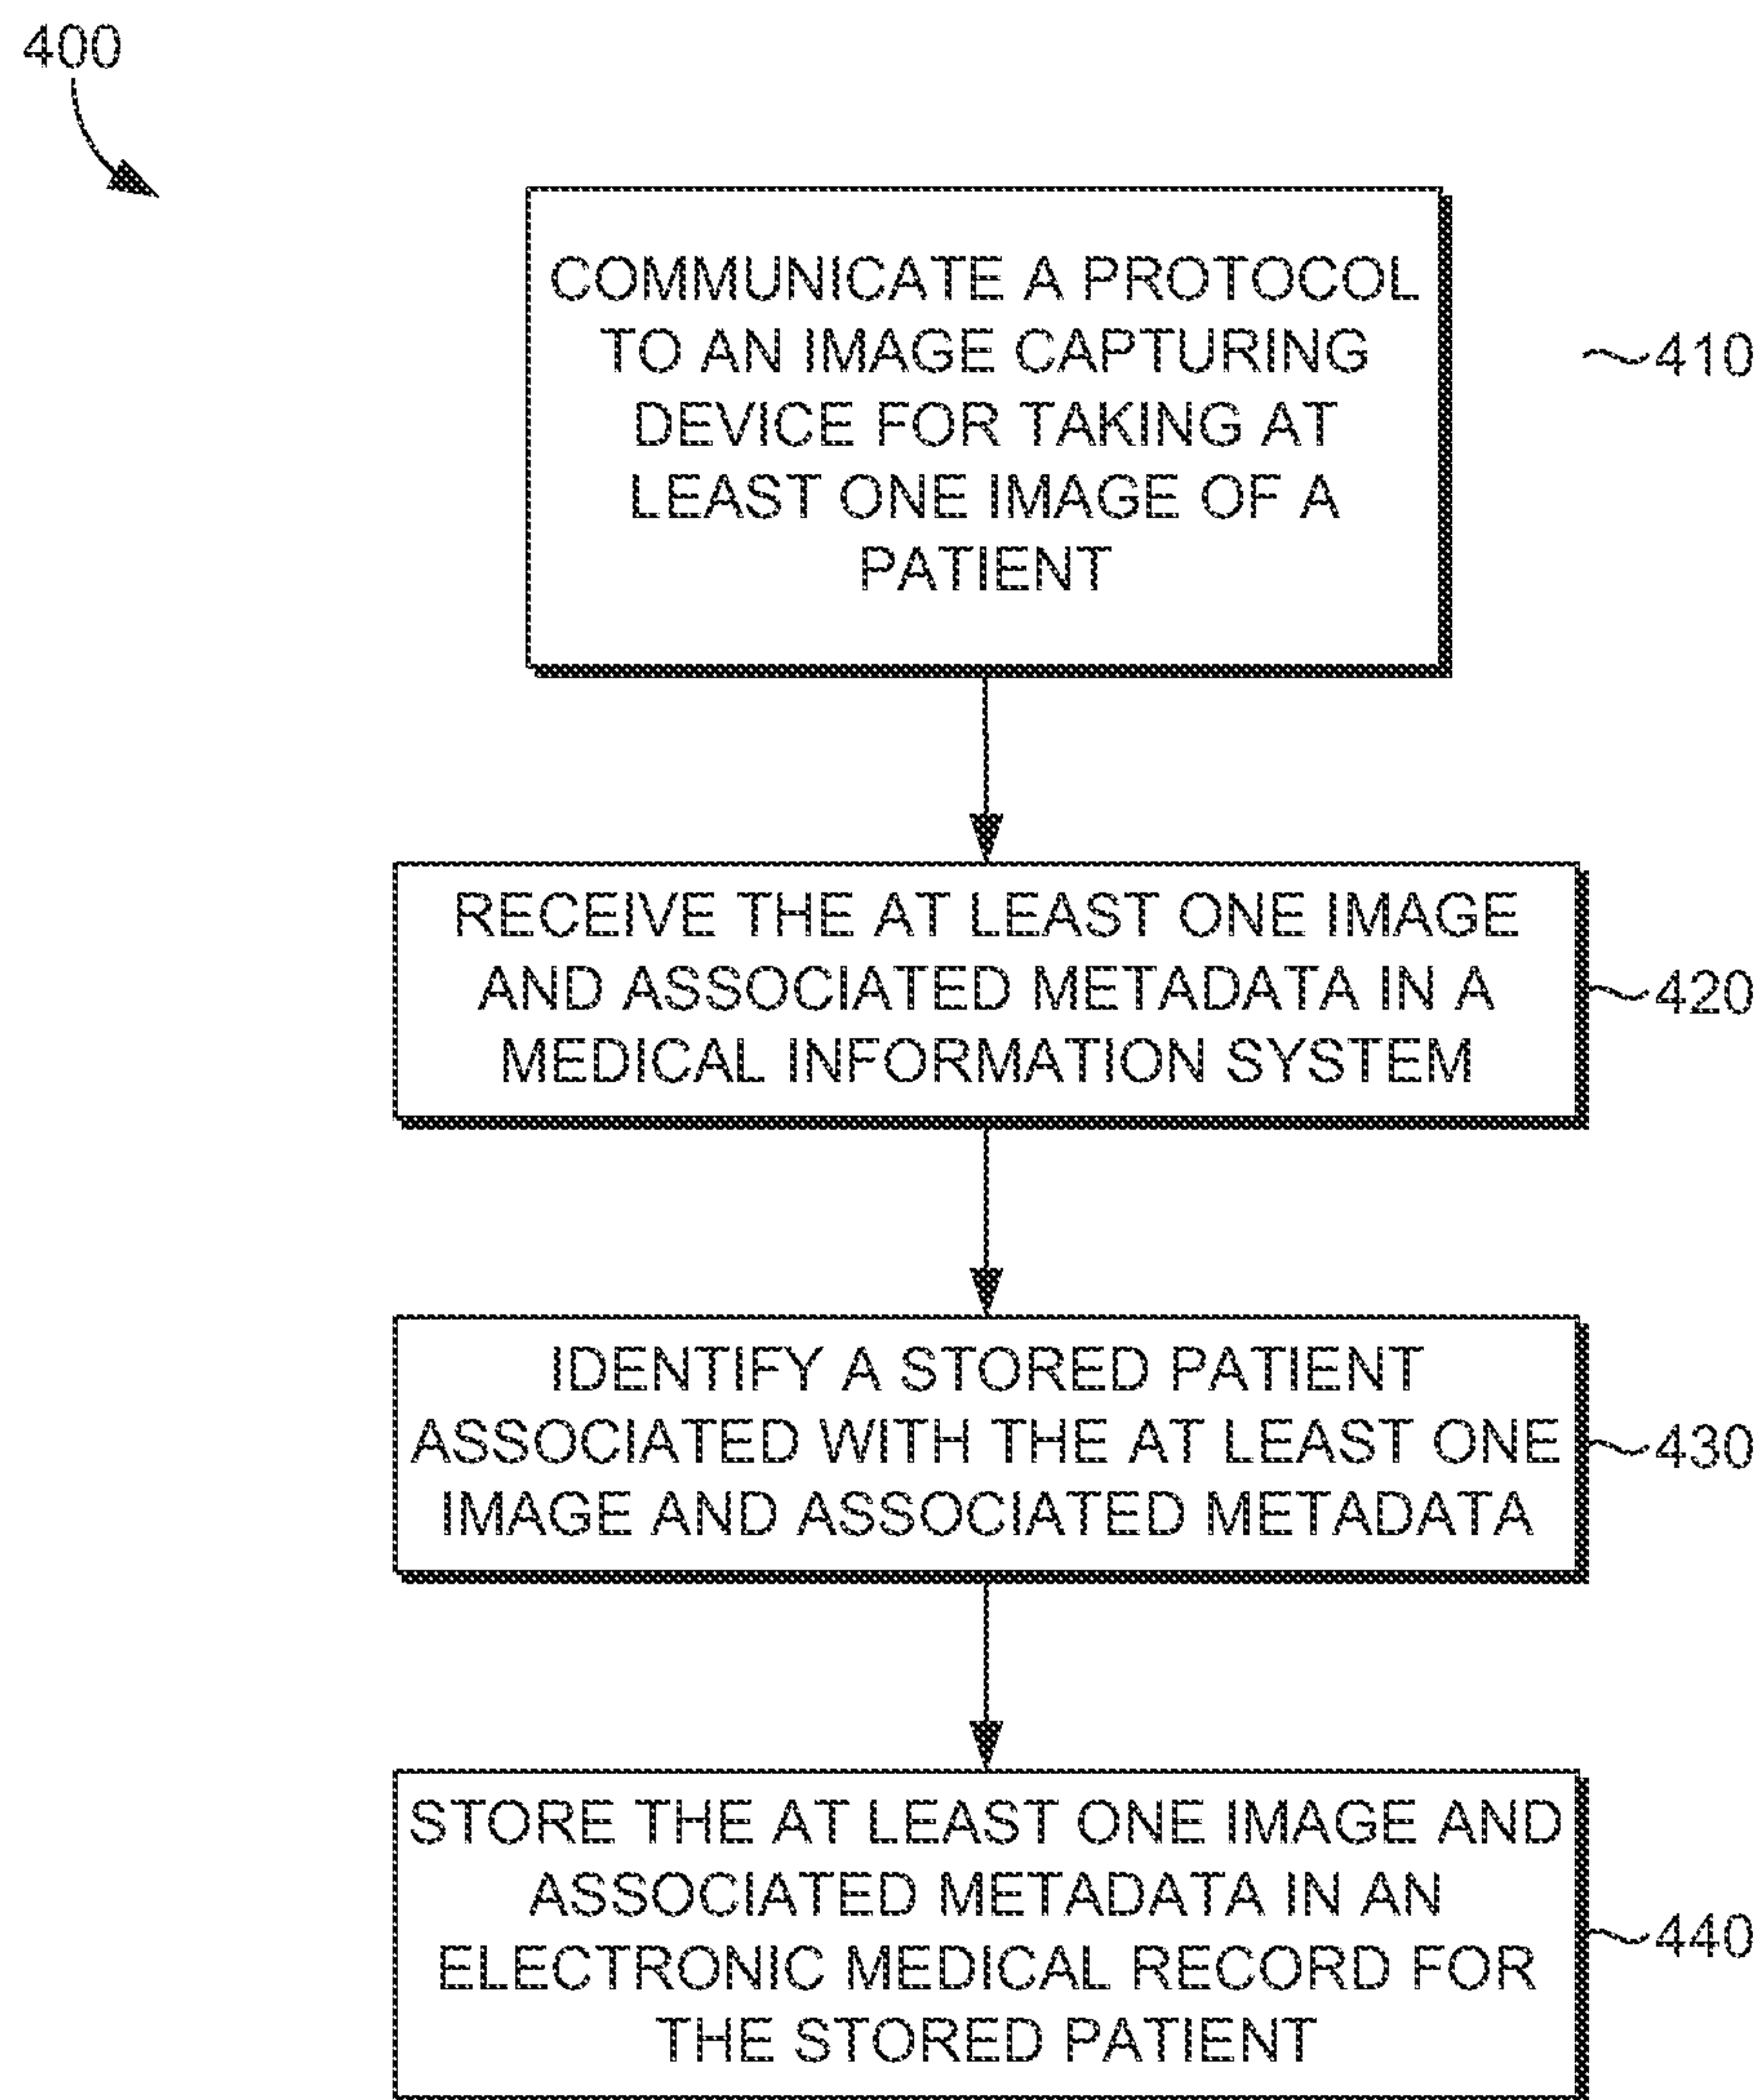 400
COMMUNICATE A PROTOCOL
TO AN IMAGE CAPTURING
DEVICE FOR TAKING AT
LEAST ONE IMAGE OF A
PATIENT
410
RECEIVE THE AT LEAST ONE IMAGE
AND ASSOCIATED METADATA IN A
MEDICAL INFORMATION SYSTEM
420
IDENTIFY A STORED PATIENT
ASSOCIATED WITH THE AT LEAST ONE
IMAGE AND ASSOCIATED METADATA
430
STORE THE AT LEAST ONE IMAGE AND
ASSOCIATED METADATA IN AN
ELECTRONIC MEDICAL RECORD FOR
THE STORED PATIENT
440